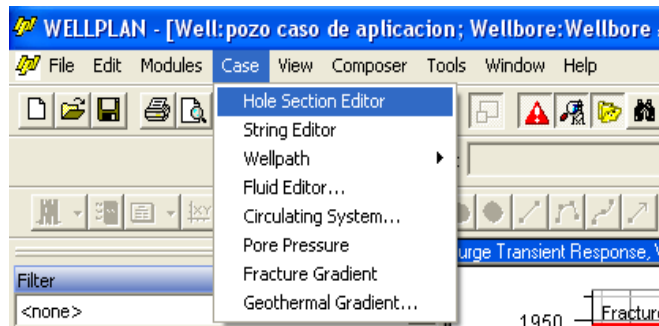 WELLPLAN - [Well:pozo caso de aplicacion; Wellbore:Wellbore
File Edit Modules Case View Composer Tools Window Help
Hole Section Editor
String Editor
Wellpath
Fluid Editor...
Circulating System...
Pore Pressure
Fracture Gradient
Geothermal Gradient...
urge Transient Response,
Filter
<none>
1950
Fracture